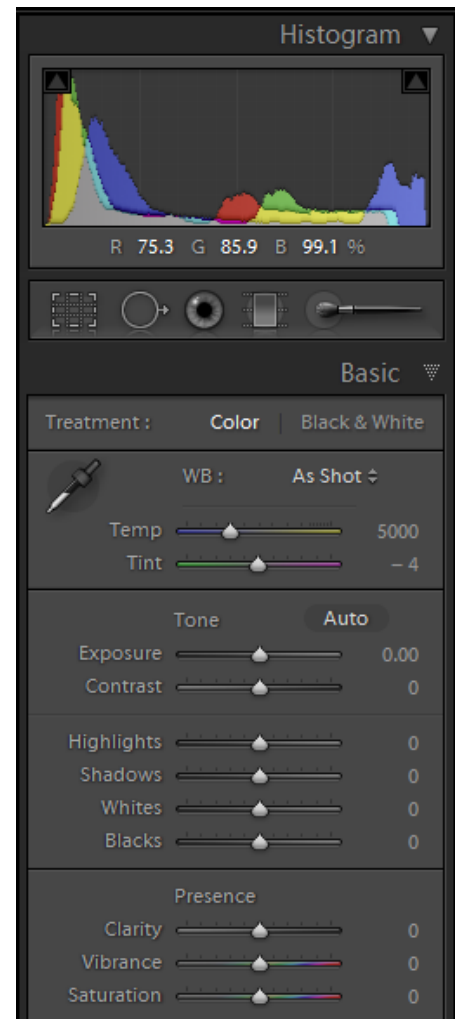 Histogram
R 75.3 G 85.9 B 99.1 %
Basic
Treatment : Color Black & White
WB : As Shot
Temp 5000
Tint – 4
Tone Auto
Exposure 0.00
Contrast 0
Highlights 0
Shadows 0
Whites 0
Blacks 0
Presence
Clarity 0
Vibrance 0
Saturation 0